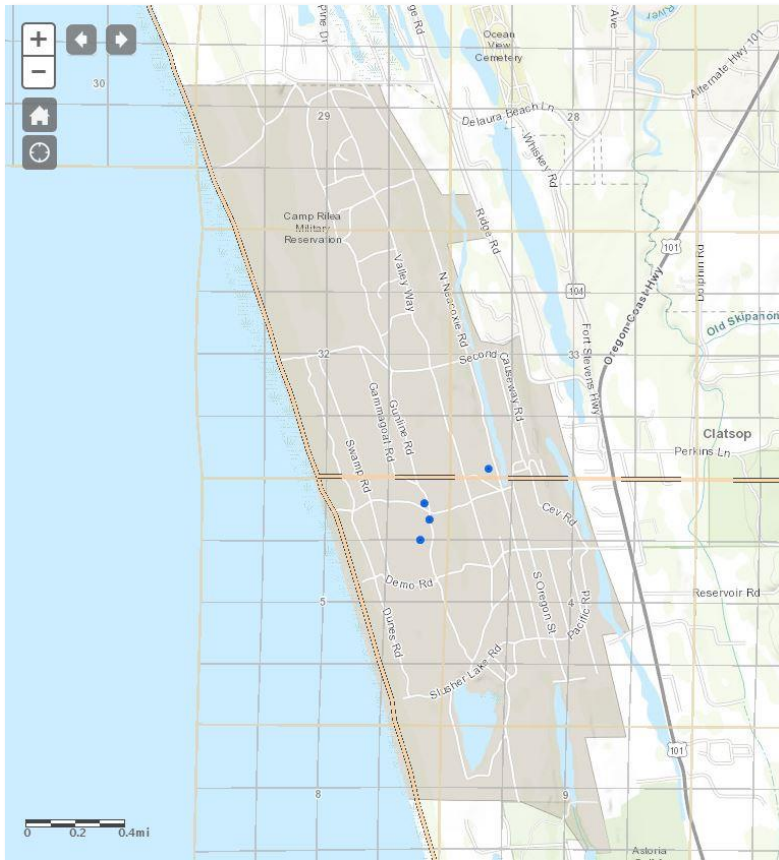 Pine Dr
ge Rd
Ocean
View
Cemetery
Ave
River
Alternate Hwy 101
+
−
30
29
28
Delaura Beach Ln
Whiskey Rd
Camp Rilea
Military
Reservation
Ridge Rd
Valley Way
N Neacoxie Rd
101
Dolphin Rd
104
Oregon Coast Hwy
Old Skipanon
Fort Stevens Hwy
32
Second
33
Causeway Rd
Gunline Rd
Gammagoat Rd
Swamp Rd
Clatsop
Perkins Ln
Cev Rd
Demo Rd
5
S Oregon St
4
Pacific Rd
Reservoir Rd
Dunes Rd
Slusher Lake Rd
101
8
9
0 0.2 0.4mi
Astoria